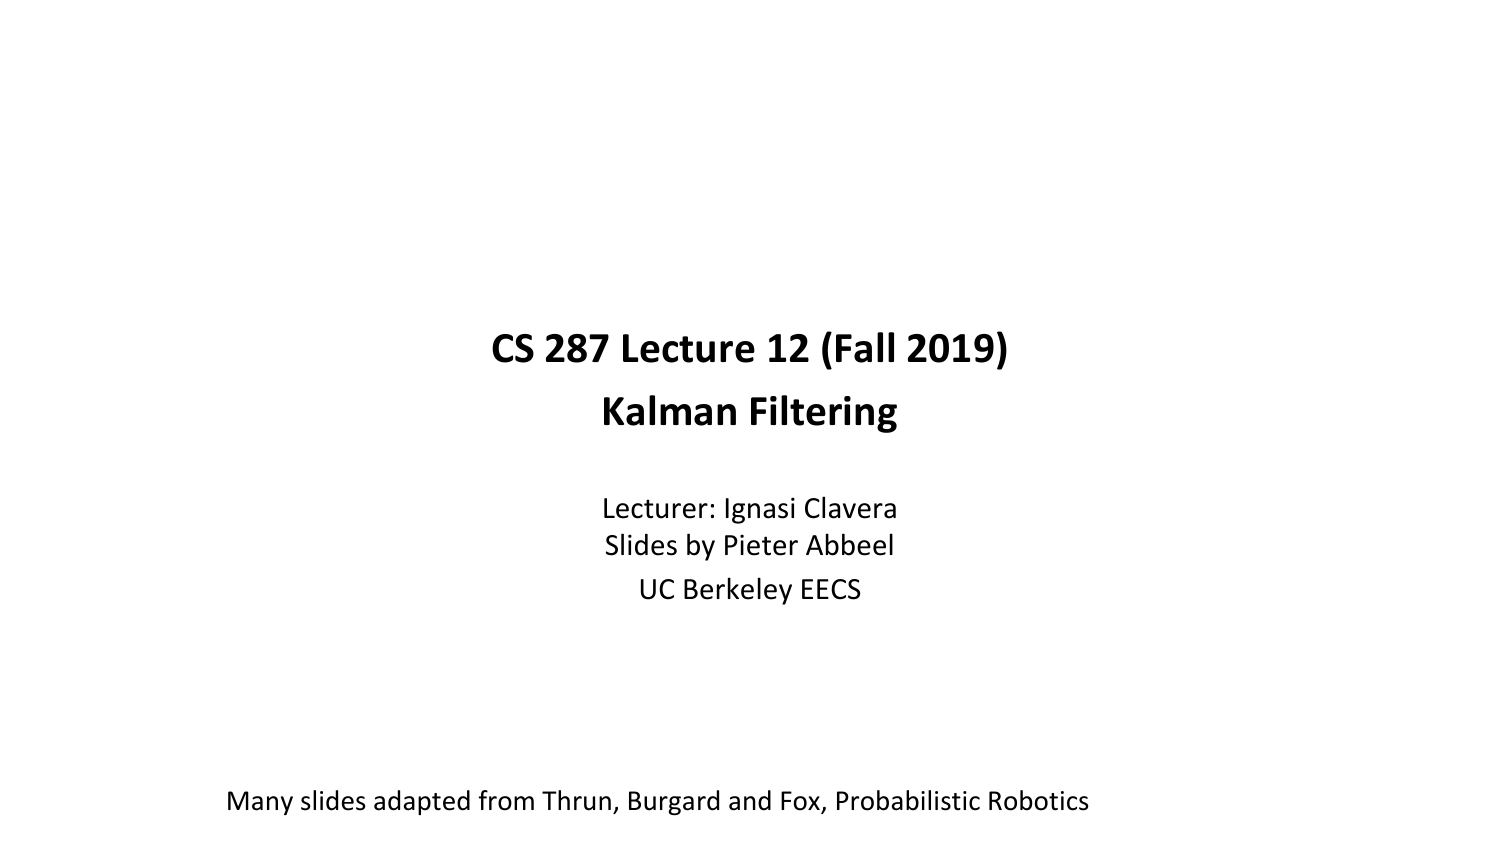 CS 287 Lecture 12 (Fall 2019)
Kalman Filtering
Lecturer: Ignasi Clavera
Slides by Pieter Abbeel
UC Berkeley EECS
Many slides adapted from Thrun, Burgard and Fox, Probabilistic Robotics